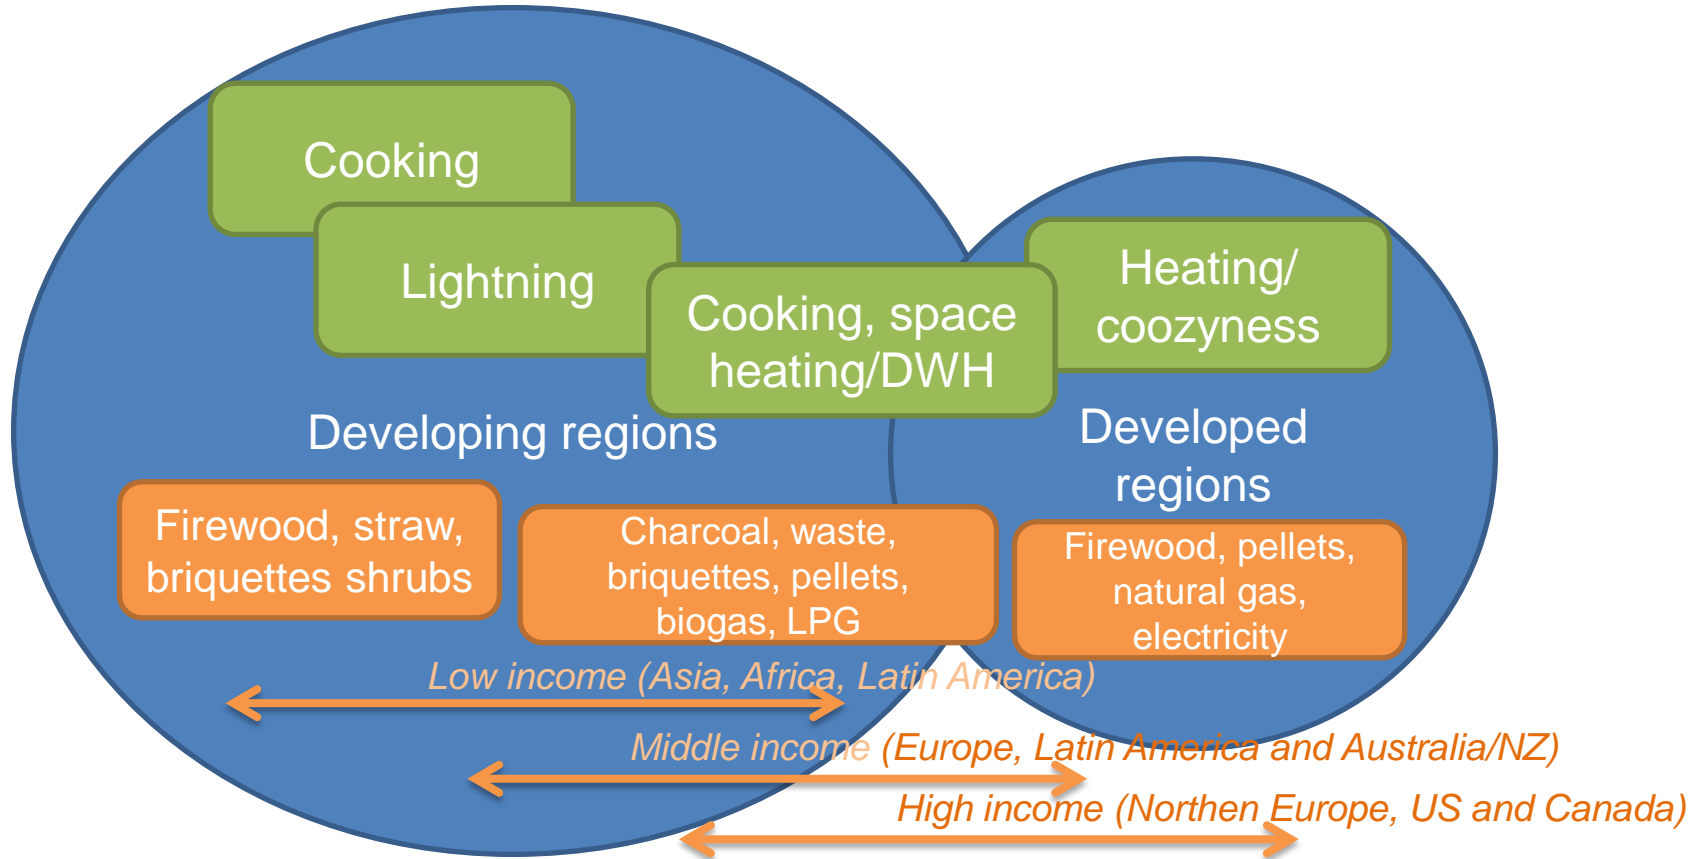 Cooking
Lightning
Cooking, space
heating/DWH
Heating/
coozyness
Developing regions
Developed
regions
Firewood, straw,
briquettes shrubs
Charcoal, waste,
briquettes, pellets,
biogas, LPG
Firewood, pellets,
natural gas,
electricity
Low income (Asia, Africa, Latin America)
Middle income (Europe, Latin America and Australia/NZ)
High income (Northen Europe, US and Canada)